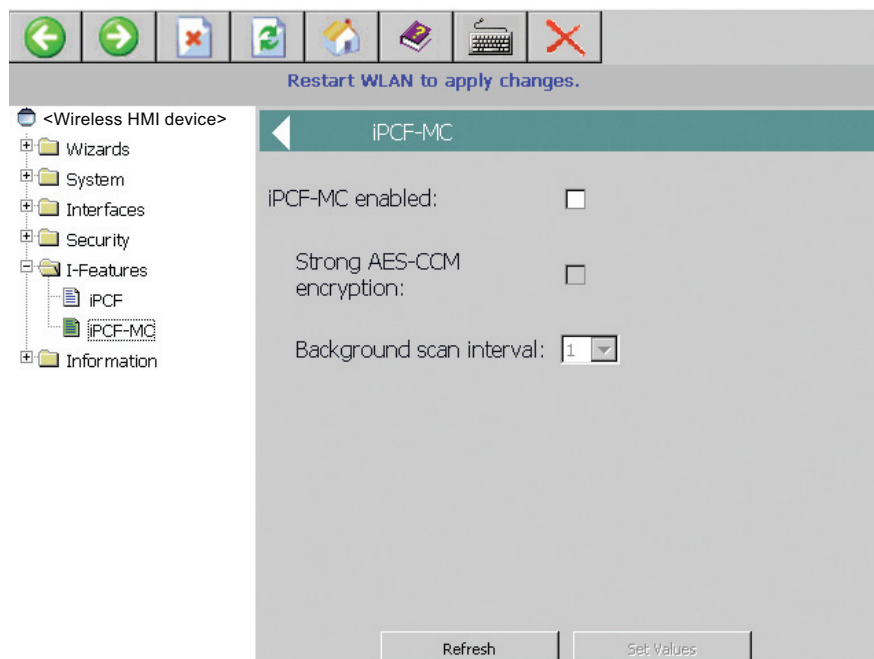 Restart WLAN to apply changes.
<Wireless HMI device>
Wizards
System
Interfaces
Security
I-Features
iPCF
iPCF-MC
Information
iPCF-MC
iPCF-MC enabled:
Strong AES-CCM
encryption:
Background scan interval: 1
Refresh
Set Values